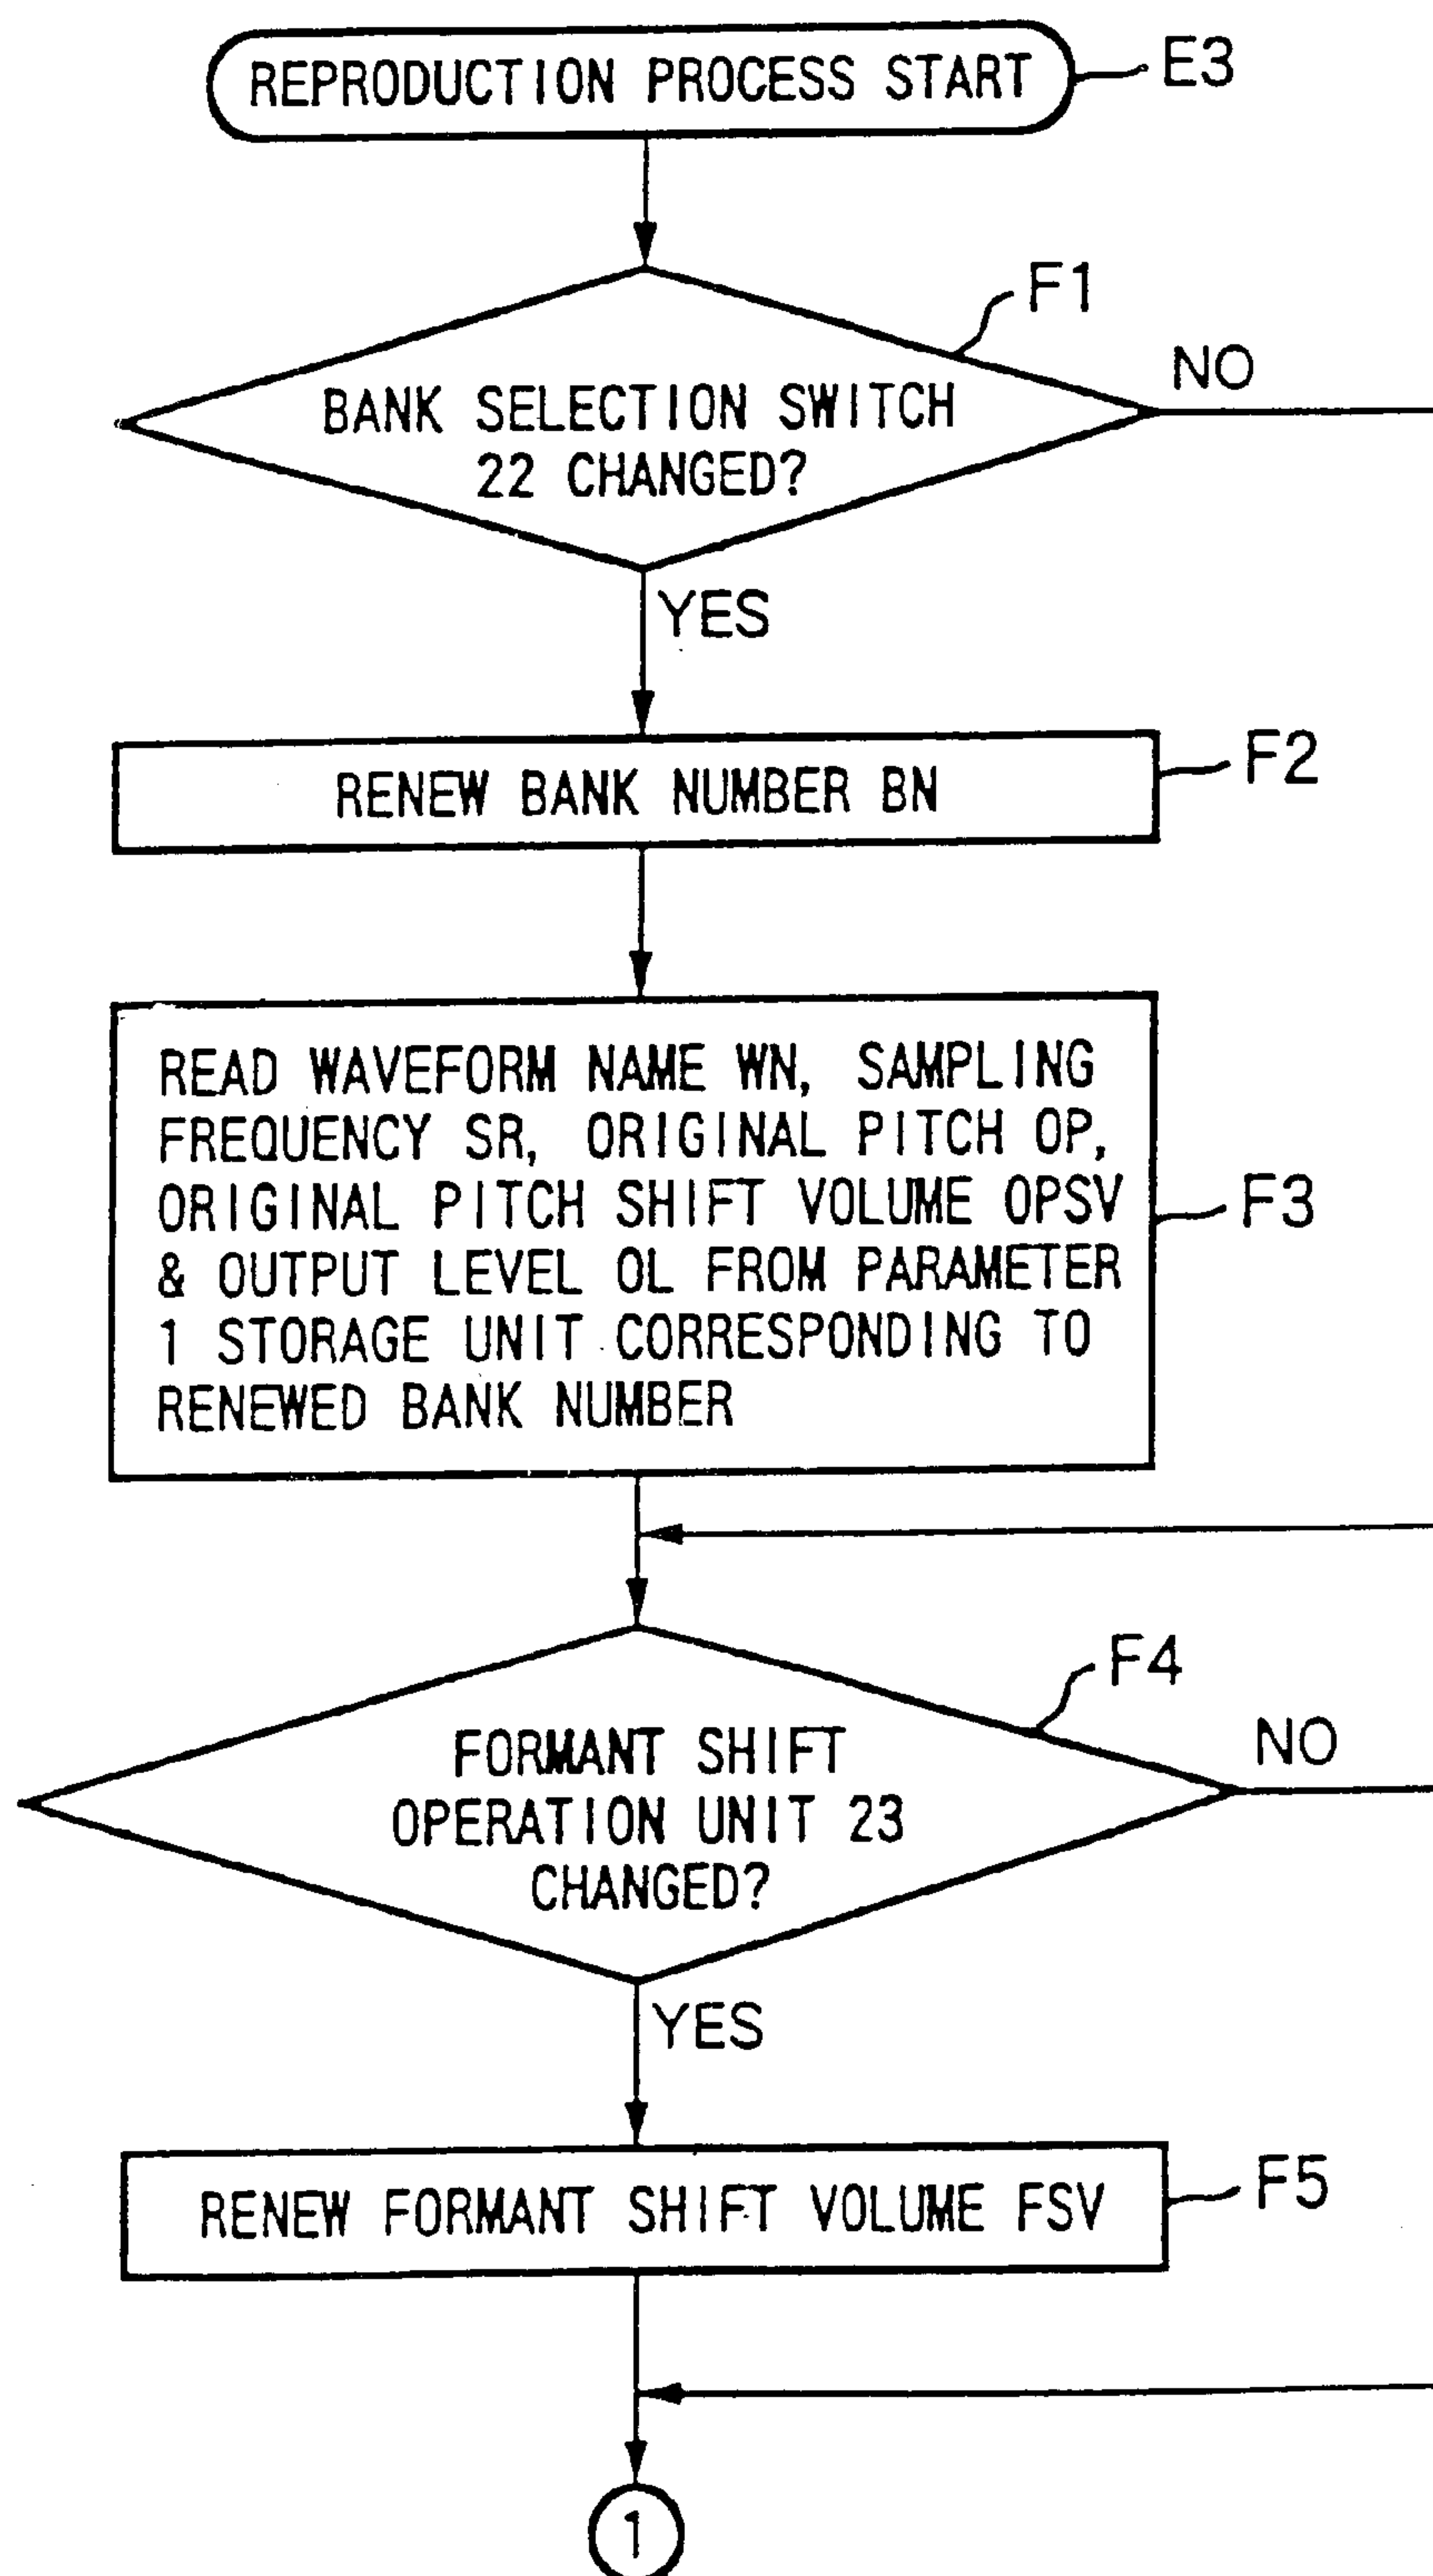 REPRODUCTION PROCESS START
E3
F1
NO
BANK SELECTION SWITCH
22 CHANGED?
YES
RENEW BANK NUMBER BN
F2
READ WAVEFORM NAME WN, SAMPLING
FREQUENCY SR, ORIGINAL PITCH OP,
ORIGINAL PITCH SHIFT VOLUME OPSV
& OUTPUT LEVEL OL FROM PARAMETER
1 STORAGE UNIT CORRESPONDING TO
RENEWED BANK NUMBER
F3
F4
NO
FORMANT SHIFT
OPERATION UNIT 23
CHANGED?
YES
RENEW FORMANT SHIFT VOLUME FSV
F5
1